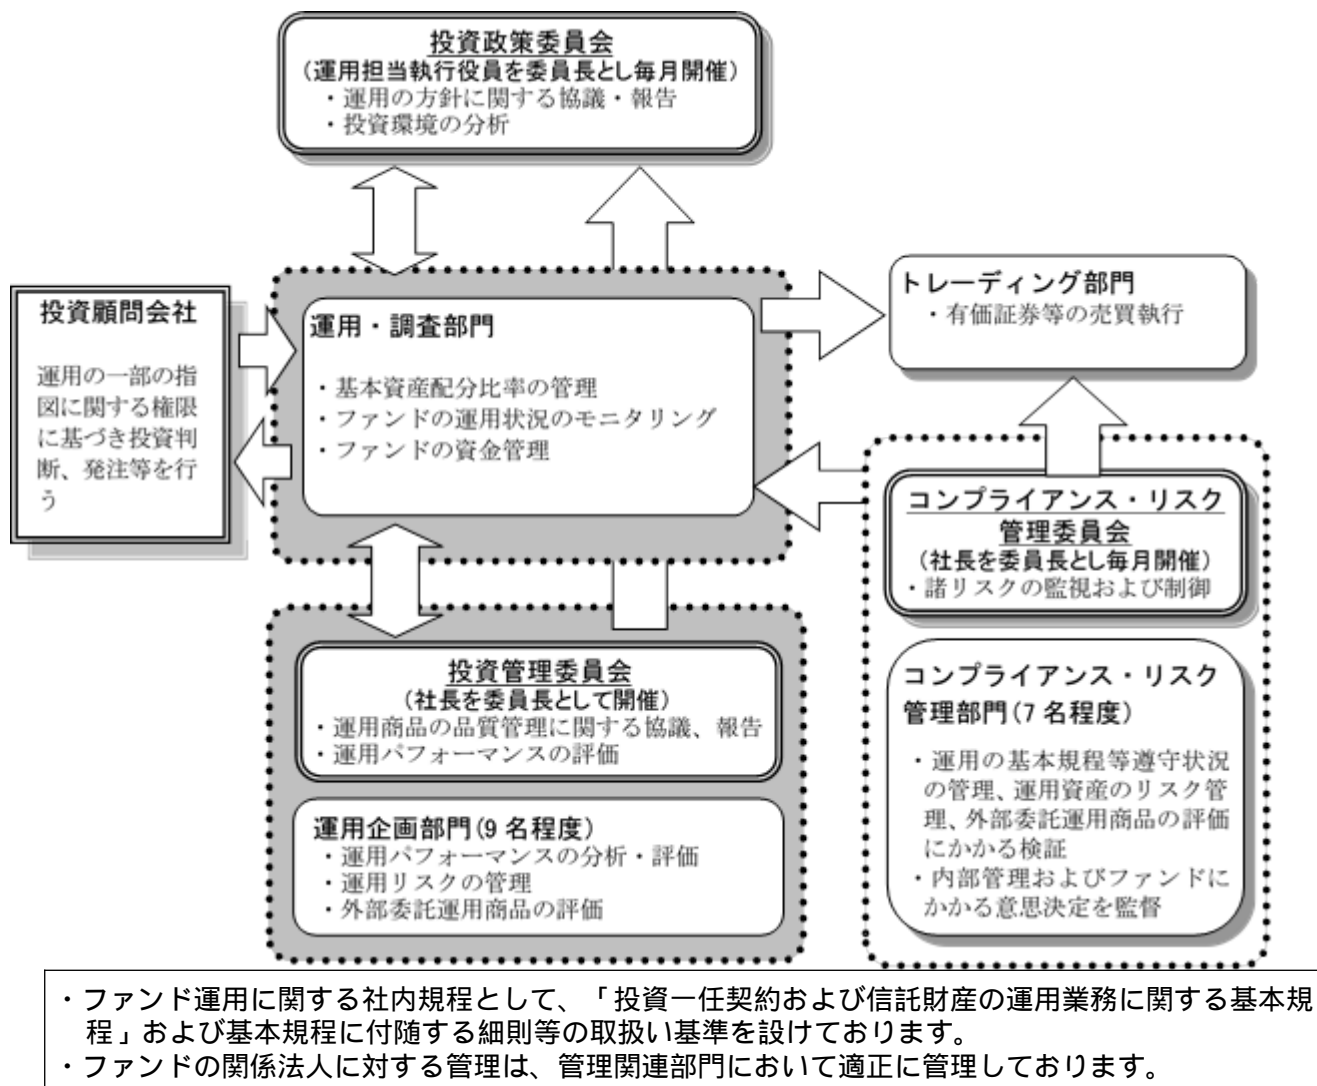 投資政策委員会
（運用担当執行役員を委員長とし毎月開催）
・運用の方針に関する協議・報告
・投資環境の分析
投資顧問会社
運用の一部の指
図に関する権限
に基づき投資判
断、発注等を行
う
運用・調査部門
・基本資産配分比率の管理
・ファンドの運用状況のモニタリング
・ファンドの資金管理
トレーディング部門
・有価証券等の売買執行
コンプライアンス・リスク
管理委員会
（社長を委員長とし毎月開催）
・諸リスクの監視および制御
コンプライアンス・リスク
管理部門（7 名程度）
・運用の基本規程等遵守状況
の管理、運用資産のリスク管
理、外部委託運用商品の評価
にかかる検証
・内部管理およびファンドに
かかる意思決定を監督
投資管理委員会
（社長を委員長として開催）
・運用商品の品質管理に関する協議、報告
・運用パフォーマンスの評価
運用企画部門（9 名程度）
・運用パフォーマンスの分析・評価
・運用リスクの管理
・外部委託運用商品の評価
・ファンド運用に関する社内規程として、「投資一任契約および信託財産の運用業務に関する基本規
程」および基本規程に付随する細則等の取扱い基準を設けております。
・ファンドの関係法人に対する管理は、管理関連部門において適正に管理しております。